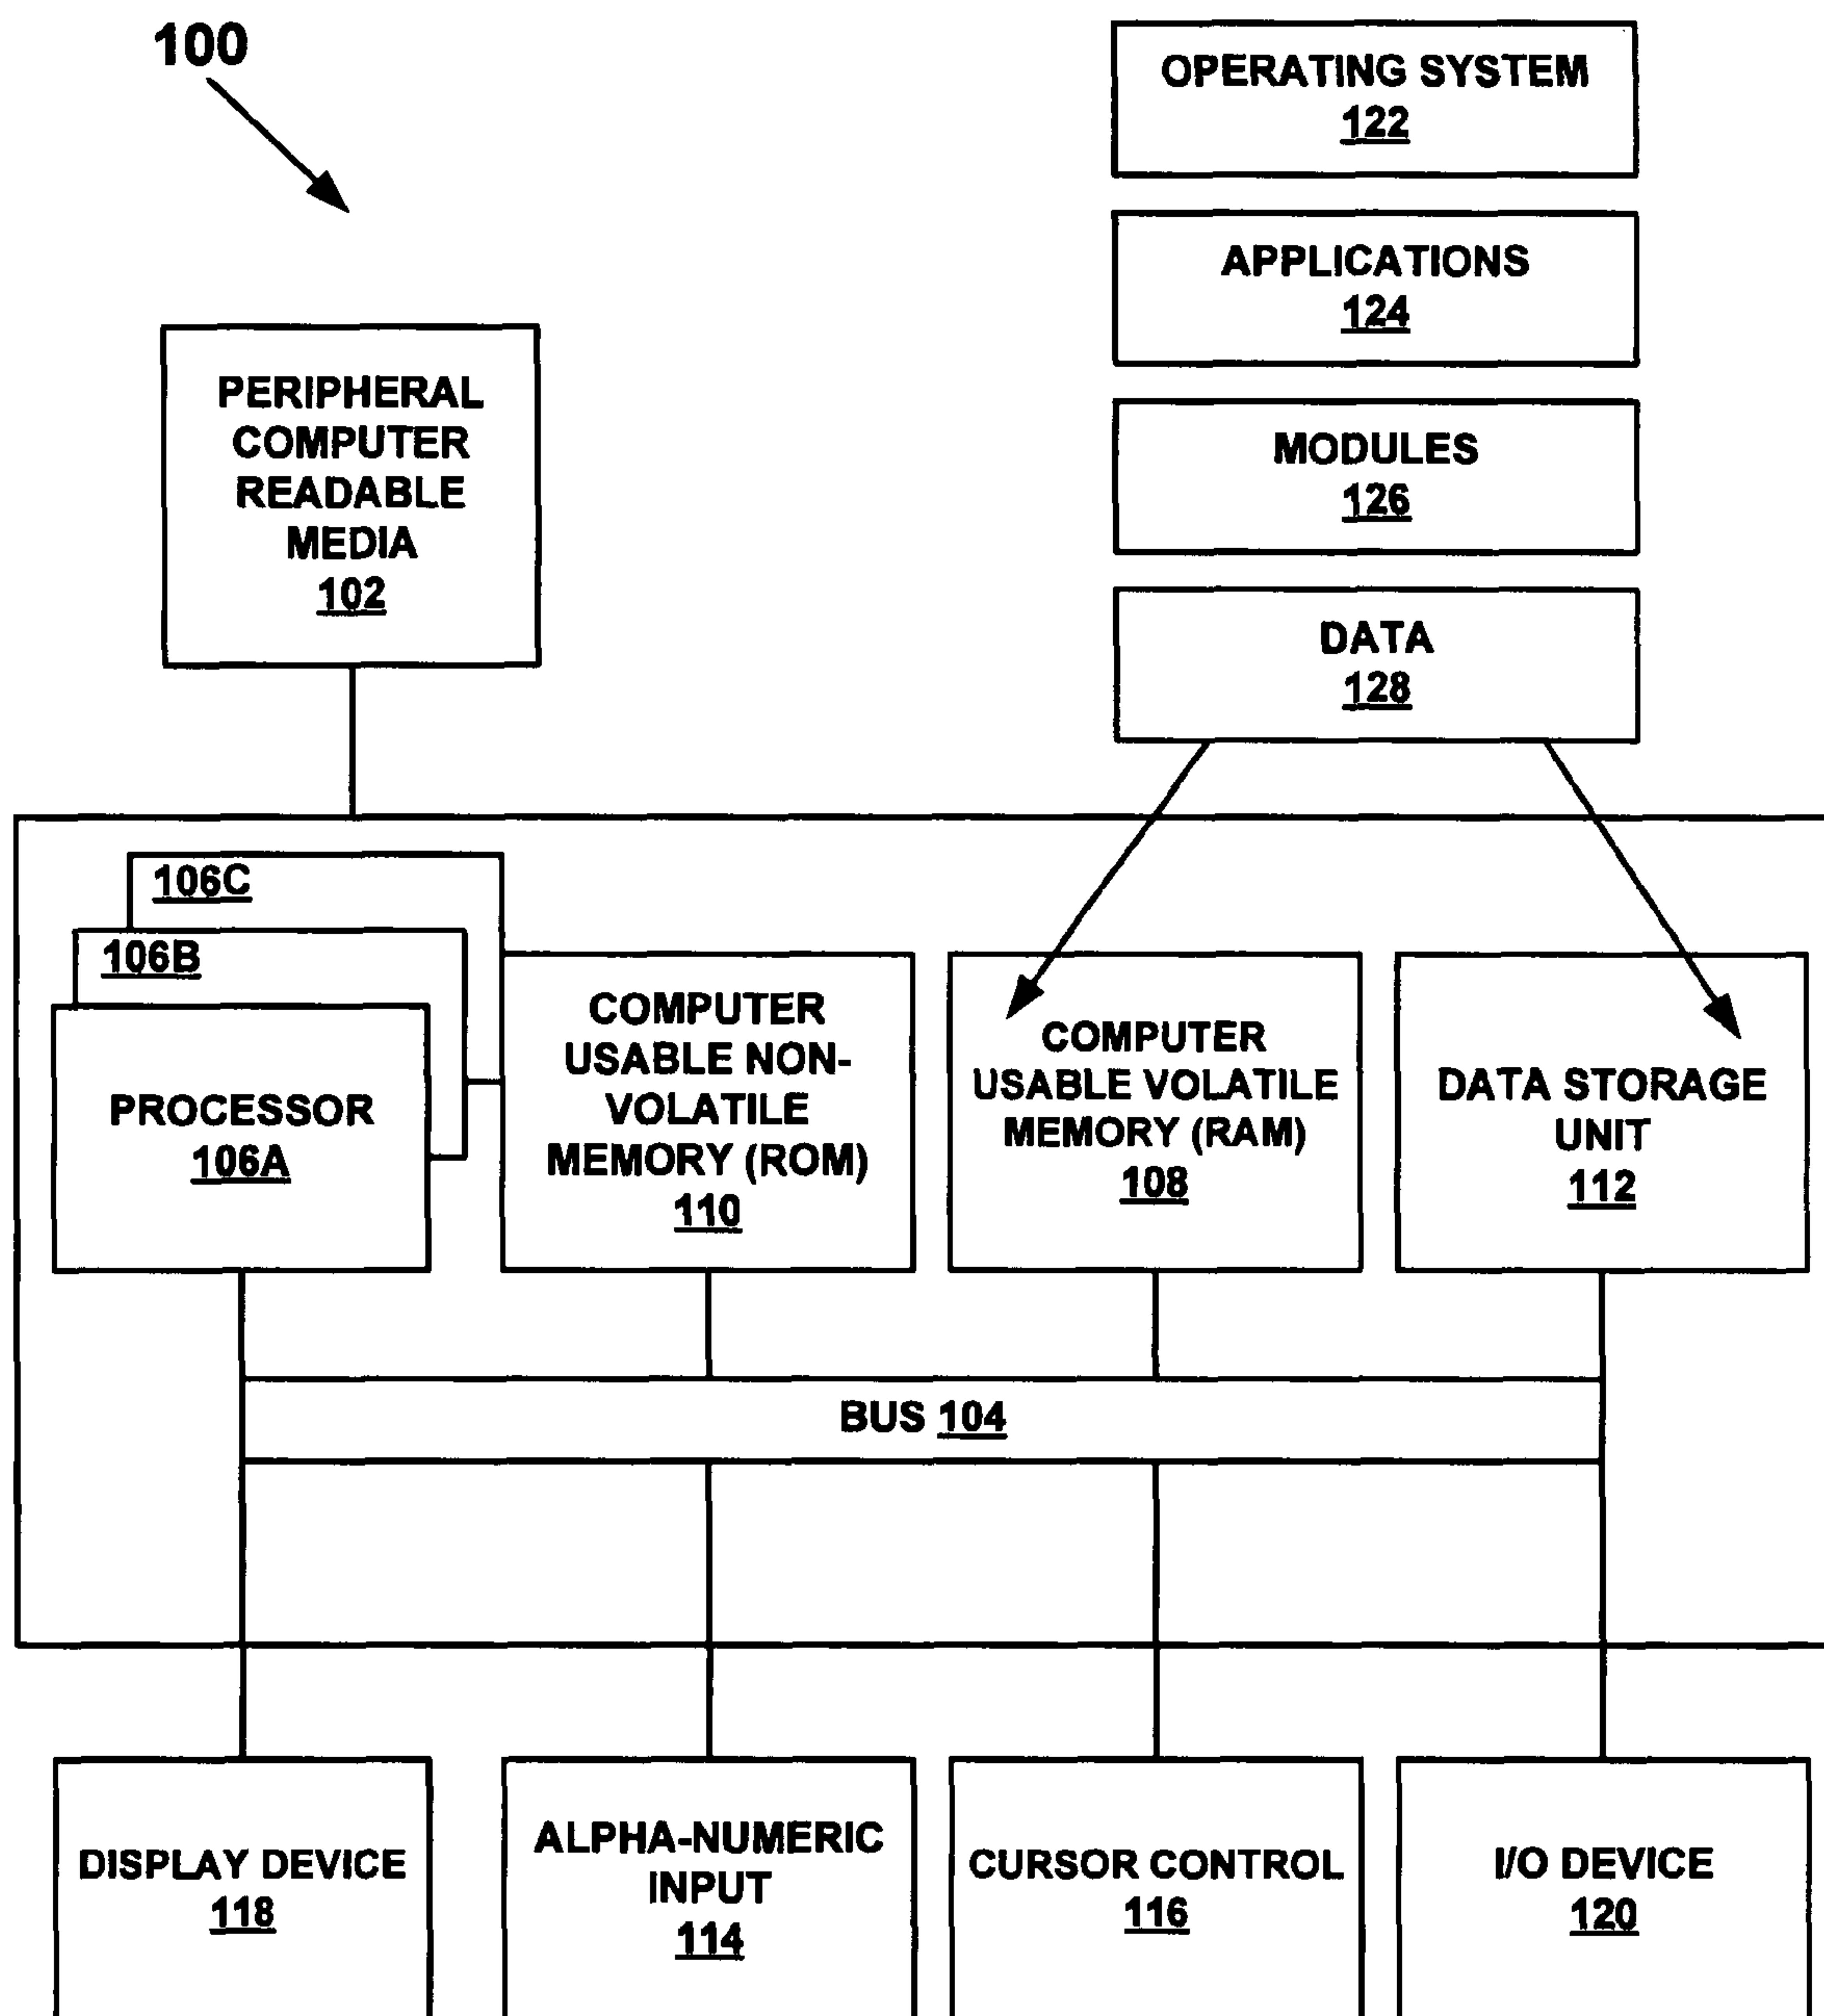 100
OPERATING SYSTEM
122
APPLICATIONS
124
PERIPHERAL
COMPUTER
READABLE
MEDIA
102
MODULES
126
DATA
128
106C
106B
PROCESSOR
106A
COMPUTER
USABLE NON-
VOLATILE
MEMORY (ROM)
110
COMPUTER
USABLE VOLATILE
MEMORY (RAM)
108
DATA STORAGE
UNIT
112
BUS 104
DISPLAY DEVICE
118
ALPHA-NUMERIC
INPUT
114
CURSOR CONTROL
116
I/O DEVICE
120